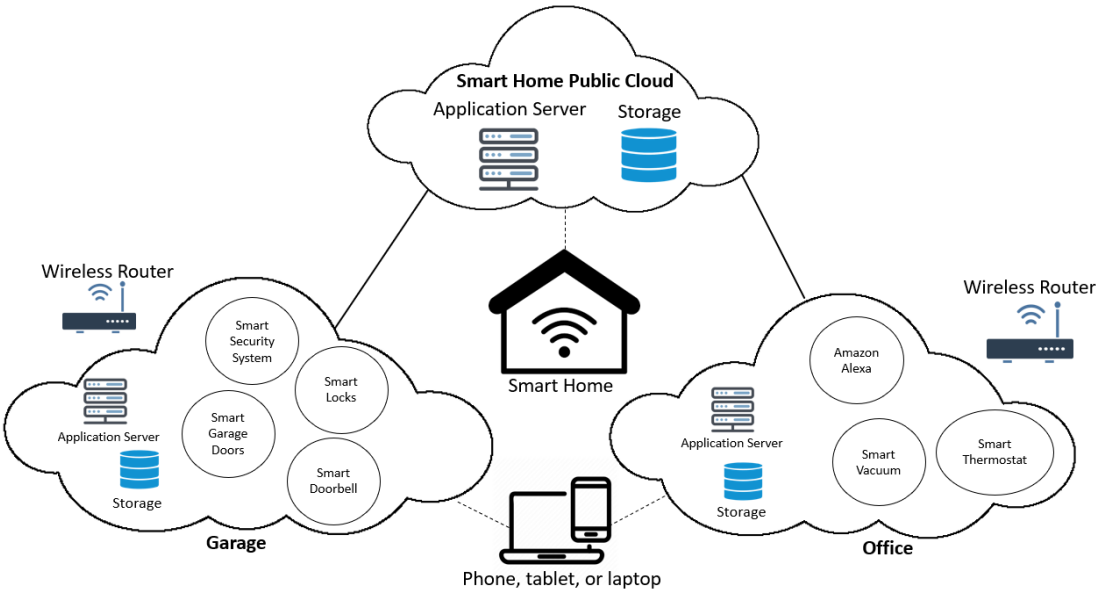 Smart Home Public Cloud
Application Server
Storage
Wireless Router
Wireless Router
Smart
Security
System
Smart
Locks
Smart
Garage
Doors
Smart
Doorbell
Application Server
Storage
Garage
Smart Home
Amazon
Alexa
Smart
Vacuum
Smart
Thermostat
Application Server
Storage
Office
Phone, tablet, or laptop